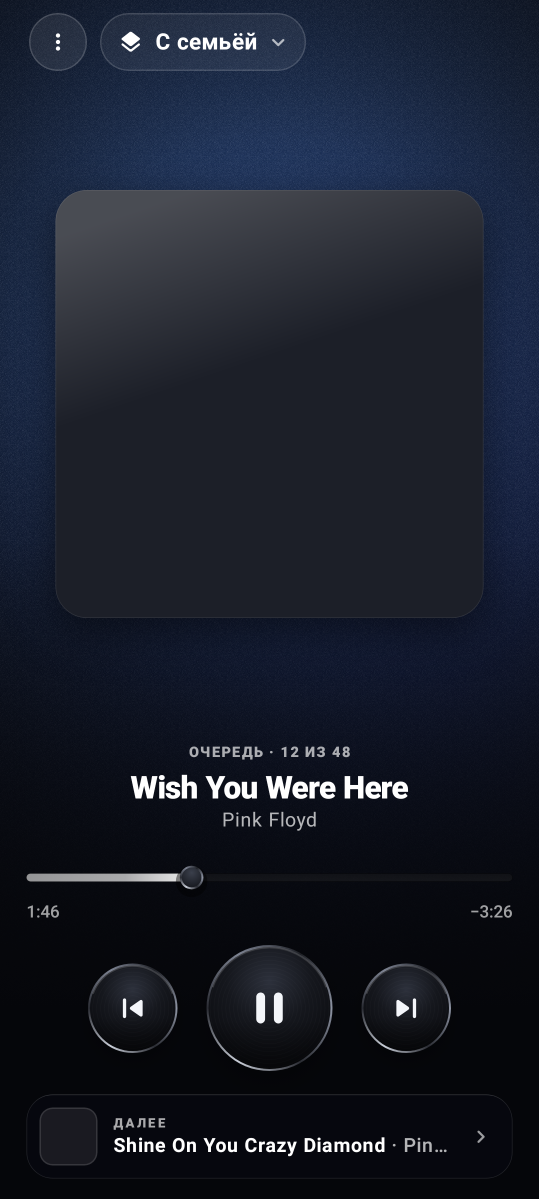 С семьёй
ОЧЕРЕДЬ · 12 ИЗ 48
Wish You Were Here
Pink Floyd
1:46
−3:26
ДАЛЕЕ
Shine On You Crazy Diamond · Pin…